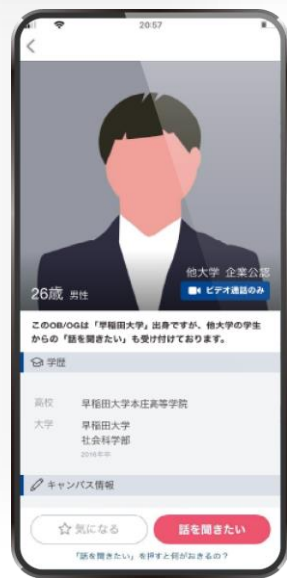 20:57
他大学 企業公認
26歳 男性
ビデオ通話のみ
このOB/OGは「早稲田大学」出身ですが、他大学の学生
からの「話を聞きたい」も受け付けております。
学歴
高校 早稲田大学本庄高等学院
大学 早稲田大学
社会科学部
2016年卒
キャンパス情報
気になる
話を聞きたい
「話を聞きたい」を押すと何がおきるの？